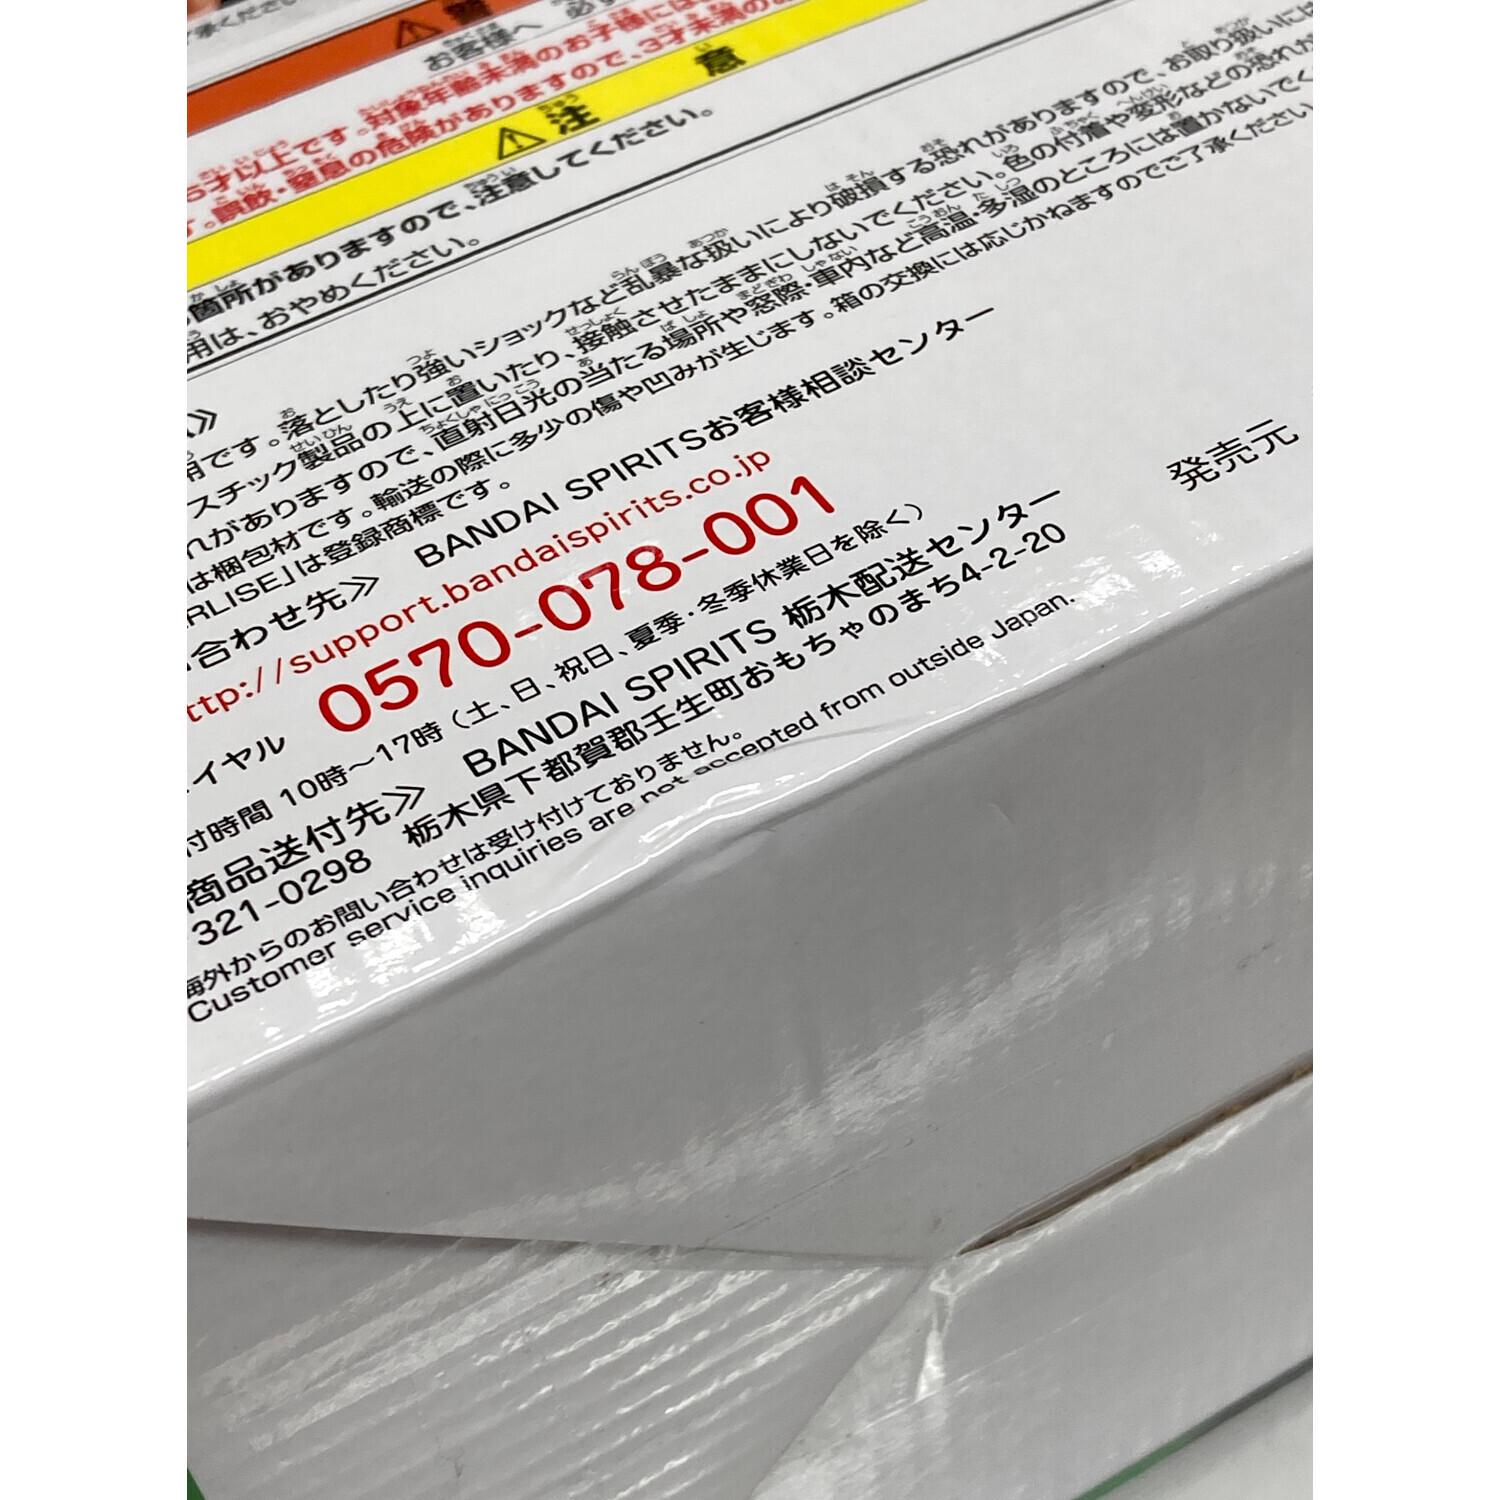 了承ください
⚠警
お客様へ 必ず
5才以上です。対象年齢未満のお子様には
す。誤飲・窒息の危険がありますので、3才未満のお
⚠注 意
箇所がありますので、注意してください。
用は、おやめください。
用です。落としたり強いショックなど乱暴な扱いにより破損する恐れがありますので、お取り扱いには
スチック製品の上に置いたり、接触させたままにしないでください。色の付着や変形などの恐れが
れがありますので、直射日光の当たる場所や窓際・車内など高温・多湿のところには置かないでく
は梱包材です。輸送の際に多少の傷や凹みが生じます。箱の交換には応じかねますのでご了承ください
RLISE」は登録商標です。
合わせ先》 BANDAI SPIRITSお客様相談センター
ttp://support.bandaispirits.co.jp
イヤル 0570-078-001
付時間 10時〜17時（土、日、祝日、夏季・冬季休業日を除く）
商品送付先》 BANDAI SPIRITS 栃木配送センター
321-0298 栃木県下都賀郡壬生町おもちゃのまち4-2-20
海外からのお問い合わせは受け付けておりません。
Customer service inquiries are not accepted from outside Japan.
発売元